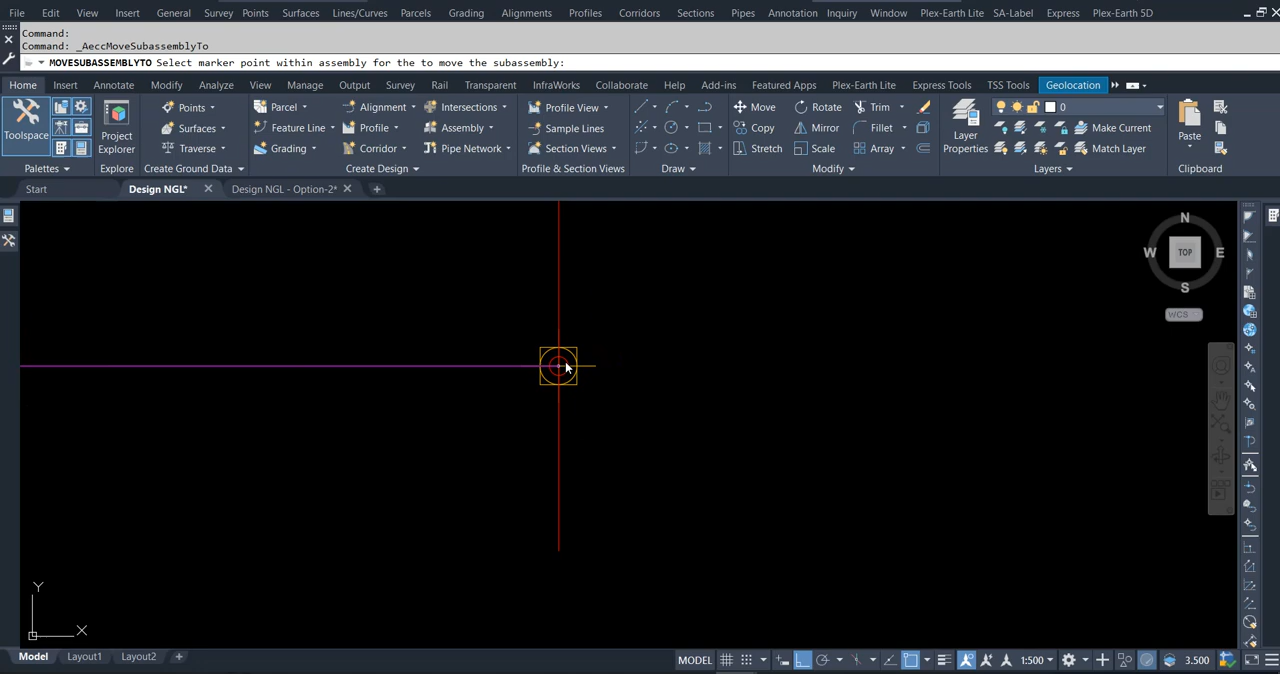 File Edit View Insert General Survey Points Surfaces Lines/Curves Parcels Grading Alignments Profiles Corridors Sections Pipes Annotation Inquiry Window Plex-Earth Lite SA-Label Express Plex-Earth 5D
Command:
Command: _AeccMoveSubassemblyTo
MOVESUBASSEMBLYTO Select marker point within assembly for the to move the subassembly:
Home Insert Annotate Modify Analyze View Manage Output Survey Rail Transparent InfraWorks Collaborate Help Add-ins Featured Apps Plex-Earth Lite Express Tools TSS Tools Geolocation
Points Parcel Alignment Intersections Profile View Move Rotate Trim 0
Toolspace Project Explorer Surfaces Feature Line Profile Assembly Sample Lines Copy Mirror Fillet Layer Properties Make Current Paste
Traverse Grading Corridor Pipe Network Section Views Stretch Scale Array Match Layer
Palettes Explore Create Ground Data Create Design Profile & Section Views Draw Modify Layers Clipboard
Start Design NGL* Design NGL - Option-2*
N
W TOP E
S
WCS
Y
X
Model Layout1 Layout2 MODEL 1:500 3.500